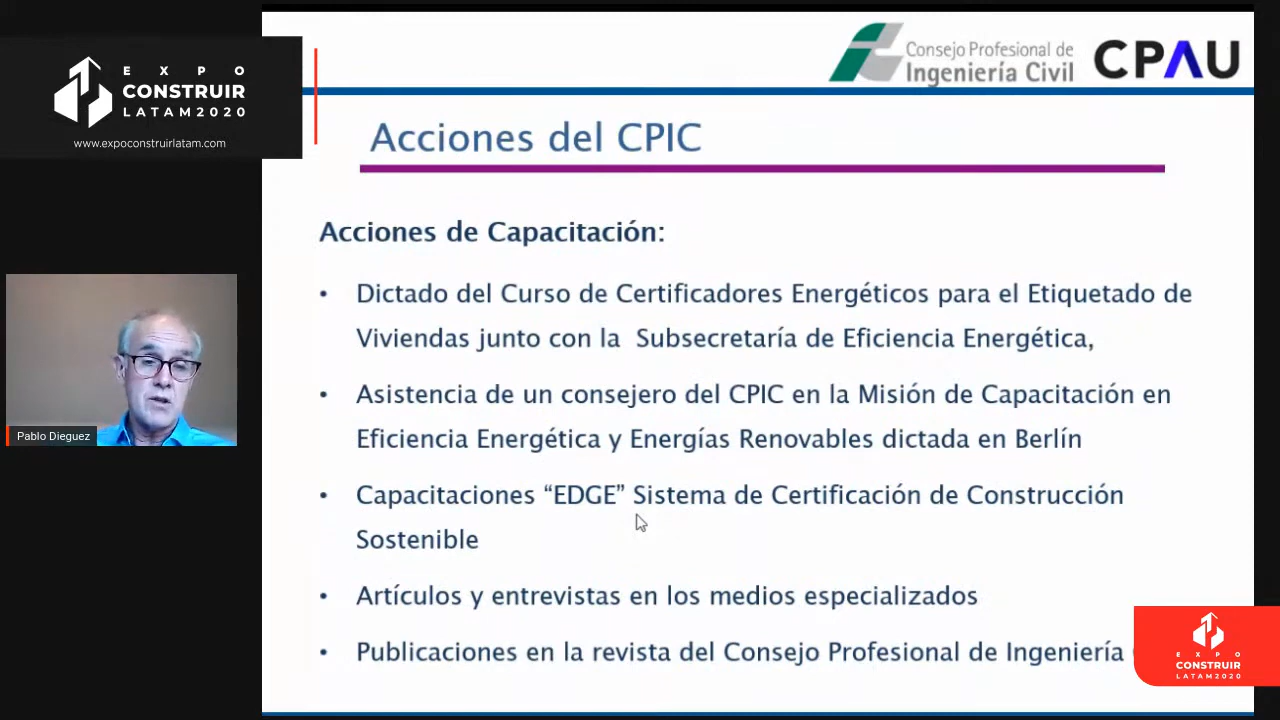 EXPO
CONSTRUIR
LATAM2020
www.expoconstruirlatam.com
Consejo Profesional de
Ingeniería Civil
CPAU
Acciones del CPIC
Acciones de Capacitación:
• Dictado del Curso de Certificadores Energéticos para el Etiquetado de
Viviendas junto con la Subsecretaría de Eficiencia Energética,
• Asistencia de un consejero del CPIC en la Misión de Capacitación en
Eficiencia Energética y Energías Renovables dictada en Berlín
• Capacitaciones “EDGE” Sistema de Certificación de Construcción
Sostenible
• Artículos y entrevistas en los medios especializados
• Publicaciones en la revista del Consejo Profesional de Ingeniería
Pablo Dieguez
EXPO
CONSTRUIR
LATAM2020